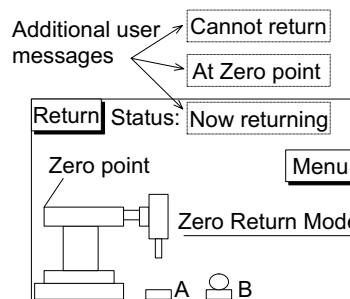 Additional user
messages
Cannot return
At Zero point
Return Status: Now returning
Zero point
Menu
Zero Return Mode
A B